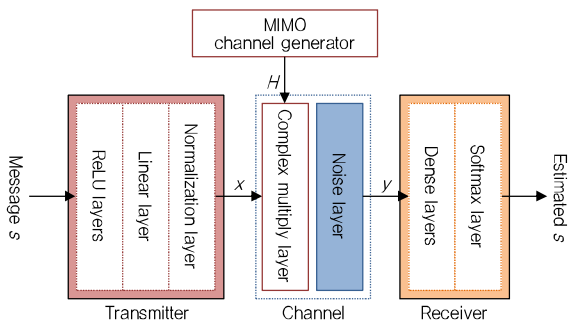 MIMO
channel generator
H
Message s
ReLU layers
Linear layer
Normalization layer
x
Complex multiply layer
Noise layer
y
Dense layers
Softmax layer
Estimated s
Transmitter
Channel
Receiver